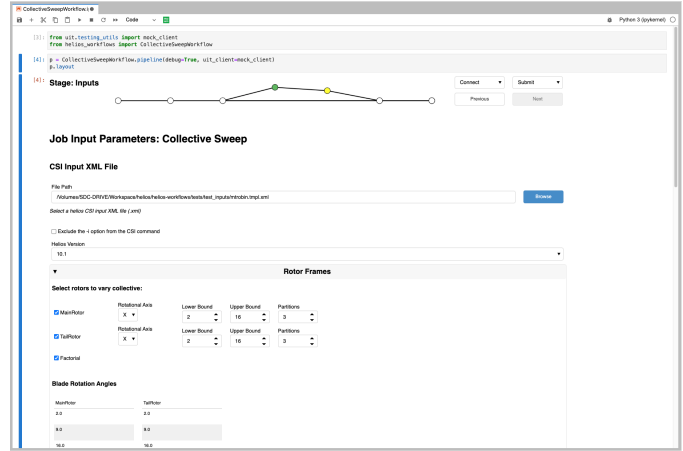 CollectiveSweepWorkflow.i
Code
Python 3 (ipykernel)
[3]: from uit.testing_utils import mock_client
from helios_workflows import CollectiveSweepWorkflow
[4]: p = CollectiveSweepWorkflow.pipeline(debug=True, uit_client=mock_client)
p.layout
[4]: Stage: Inputs
Connect Submit
Previous Next
Job Input Parameters: Collective Sweep
CSI Input XML File
File Path
/Volumes/SDC-DRIVE/Workspace/helios/helios-workflows/tests/test_inputs/mtrobin.tmpl.xml Browse
Select a helios CSI input XML file (.xml)
Exclude the -i option from the CSI command
Helios Version
10.1
Rotor Frames
Select rotors to vary collective:
Rotational Axis Lower Bound Upper Bound Partitions
MainRotor X 2 16 3
Rotational Axis Lower Bound Upper Bound Partitions
TailRotor X 2 16 3
Factorial
Blade Rotation Angles
MainRotor TailRotor
2.0 2.0
9.0 9.0
16.0 16.0